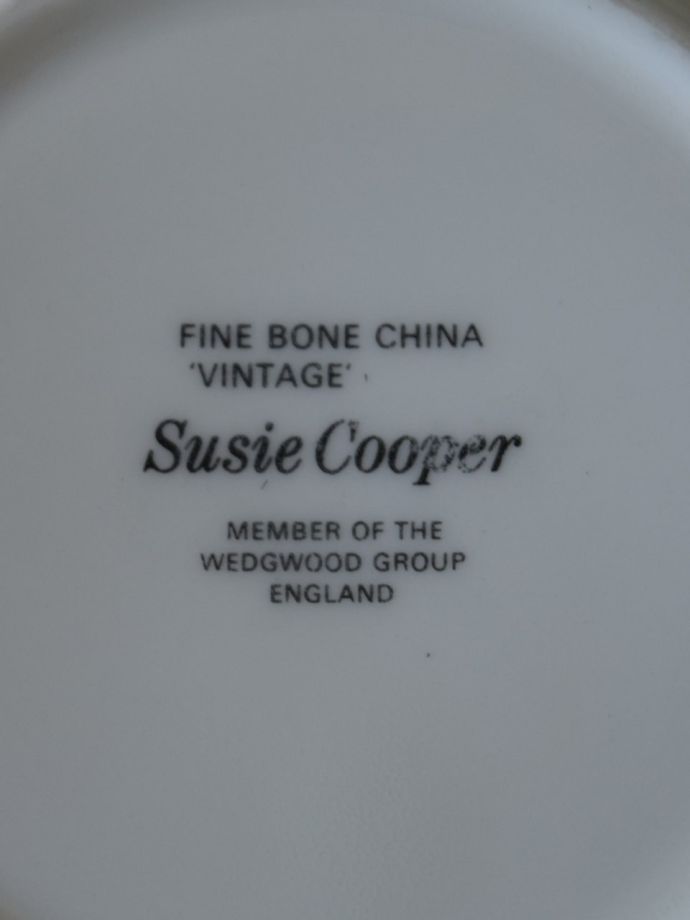 FINE BONE CHINA
'VINTAGE'
Susie Cooper
MEMBER OF THE
WEDGWOOD GROUP
ENGLAND